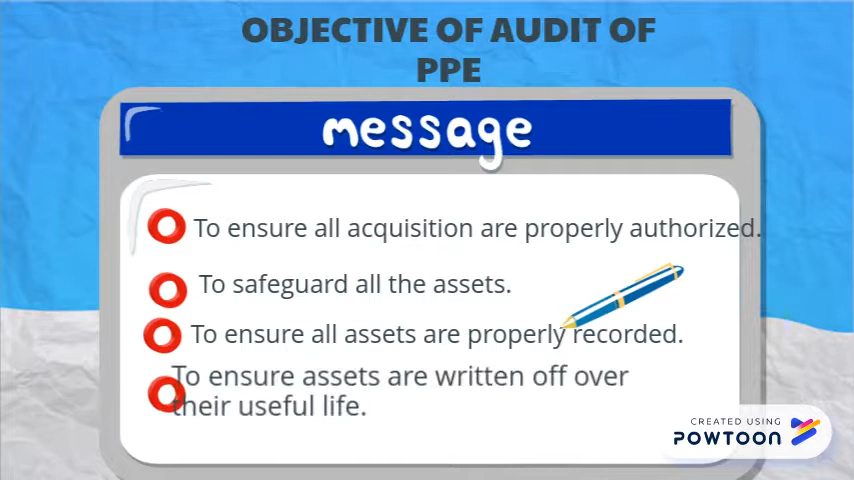 OBJECTIVE OF AUDIT OF
PPE
message
To ensure all acquisition are properly authorized.
To safeguard all the assets.
To ensure all assets are properly recorded.
To ensure assets are written off over
their useful life.
CREATED USING
POWTOON